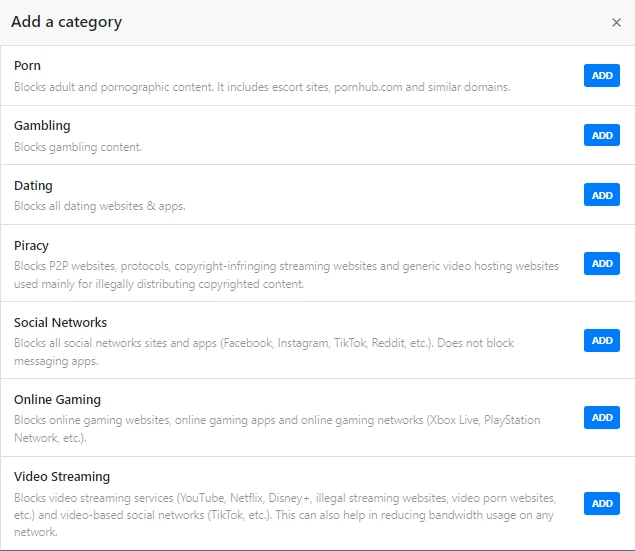 Add a category
×
Porn
Blocks adult and pornographic content. It includes escort sites, pornhub.com and similar domains.
ADD
Gambling
Blocks gambling content.
ADD
Dating
Blocks all dating websites & apps.
ADD
Piracy
Blocks P2P websites, protocols, copyright-infringing streaming websites and generic video hosting websites
used mainly for illegally distributing copyrighted content.
ADD
Social Networks
Blocks all social networks sites and apps (Facebook, Instagram, TikTok, Reddit, etc.). Does not block
messaging apps.
ADD
Online Gaming
Blocks online gaming websites, online gaming apps and online gaming networks (Xbox Live, PlayStation
Network, etc.).
ADD
Video Streaming
Blocks video streaming services (YouTube, Netflix, Disney+, illegal streaming websites, video porn websites,
etc.) and video-based social networks (TikTok, etc.). This can also help in reducing bandwidth usage on any
network.
ADD